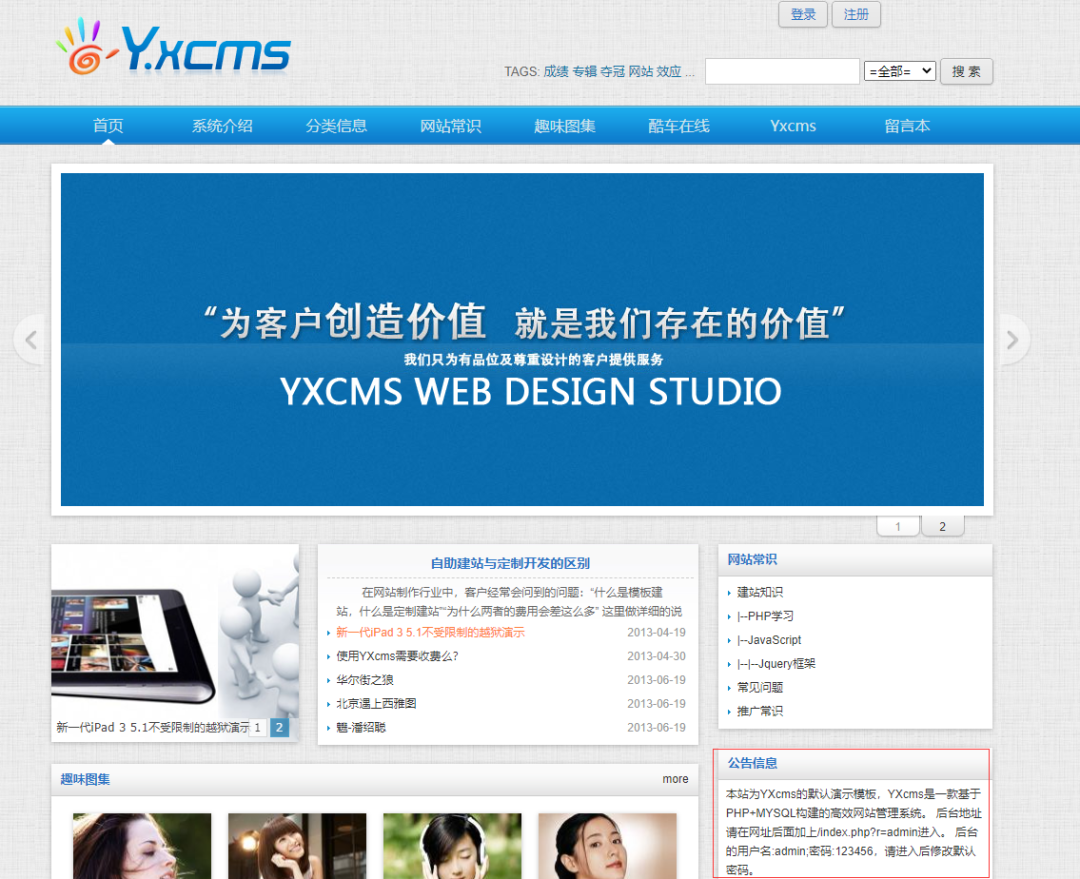 登录 注册
Y.xcms
TAGS: 成绩 专辑 夺冠 网站 效应 ... =全部= 搜 索
首页 系统介绍 分类信息 网站常识 趣味图集 酷车在线 Yxcms 留言本
“为客户创造价值 就是我们存在的价值”
我们只为有品位及尊重设计的客户提供服务
YXCMS WEB DESIGN STUDIO
1 2
新一代iPad 3 5.1不受限制的越狱演示 1 2
自助建站与定制开发的区别
在网站制作行业中，客户经常会问到的问题：“什么是模板建
站，什么是定制建站”“为什么两者的费用会差这么多” 这里做详细的说
新一代iPad 3 5.1不受限制的越狱演示 2013-04-19
使用YXcms需要收费么? 2013-04-30
华尔街之狼 2013-06-19
北京遇上西雅图 2013-06-19
魑-潘绍聪 2013-06-19
网站常识
建站知识
|--PHP学习
|--JavaScript
|--|--Jquery框架
常见问题
推广常识
趣味图集 more
公告信息
本站为YXcms的默认演示模板，YXcms是一款基于
PHP+MYSQL构建的高效网站管理系统。 后台地址
请在网址后面加上/index.php?r=admin进入。 后台
的用户名:admin;密码:123456，请进入后修改默认
密码。